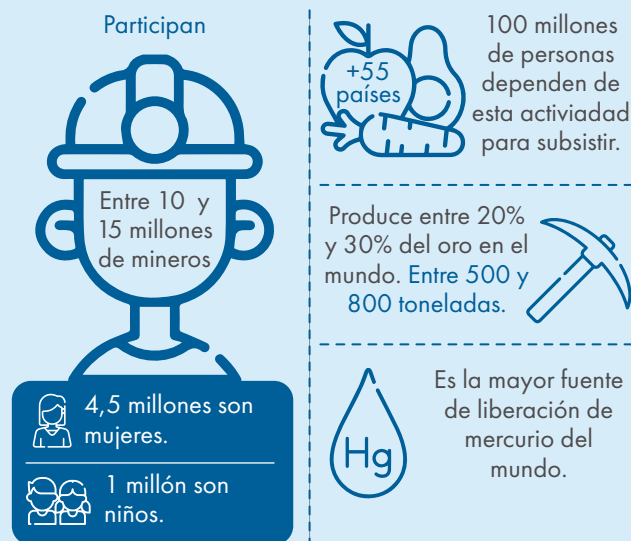 Participan
Entre 10 y
15 millones
de mineros
4,5 millones son
mujeres.
1 millón son
niños.
+55
países
100 millones
de personas
dependen de
esta activiadad
para subsistir.
Produce entre 20%
y 30% del oro en el
mundo. Entre 500 y
800 toneladas.
Hg
Es la mayor fuente
de liberación de
mercurio del
mundo.